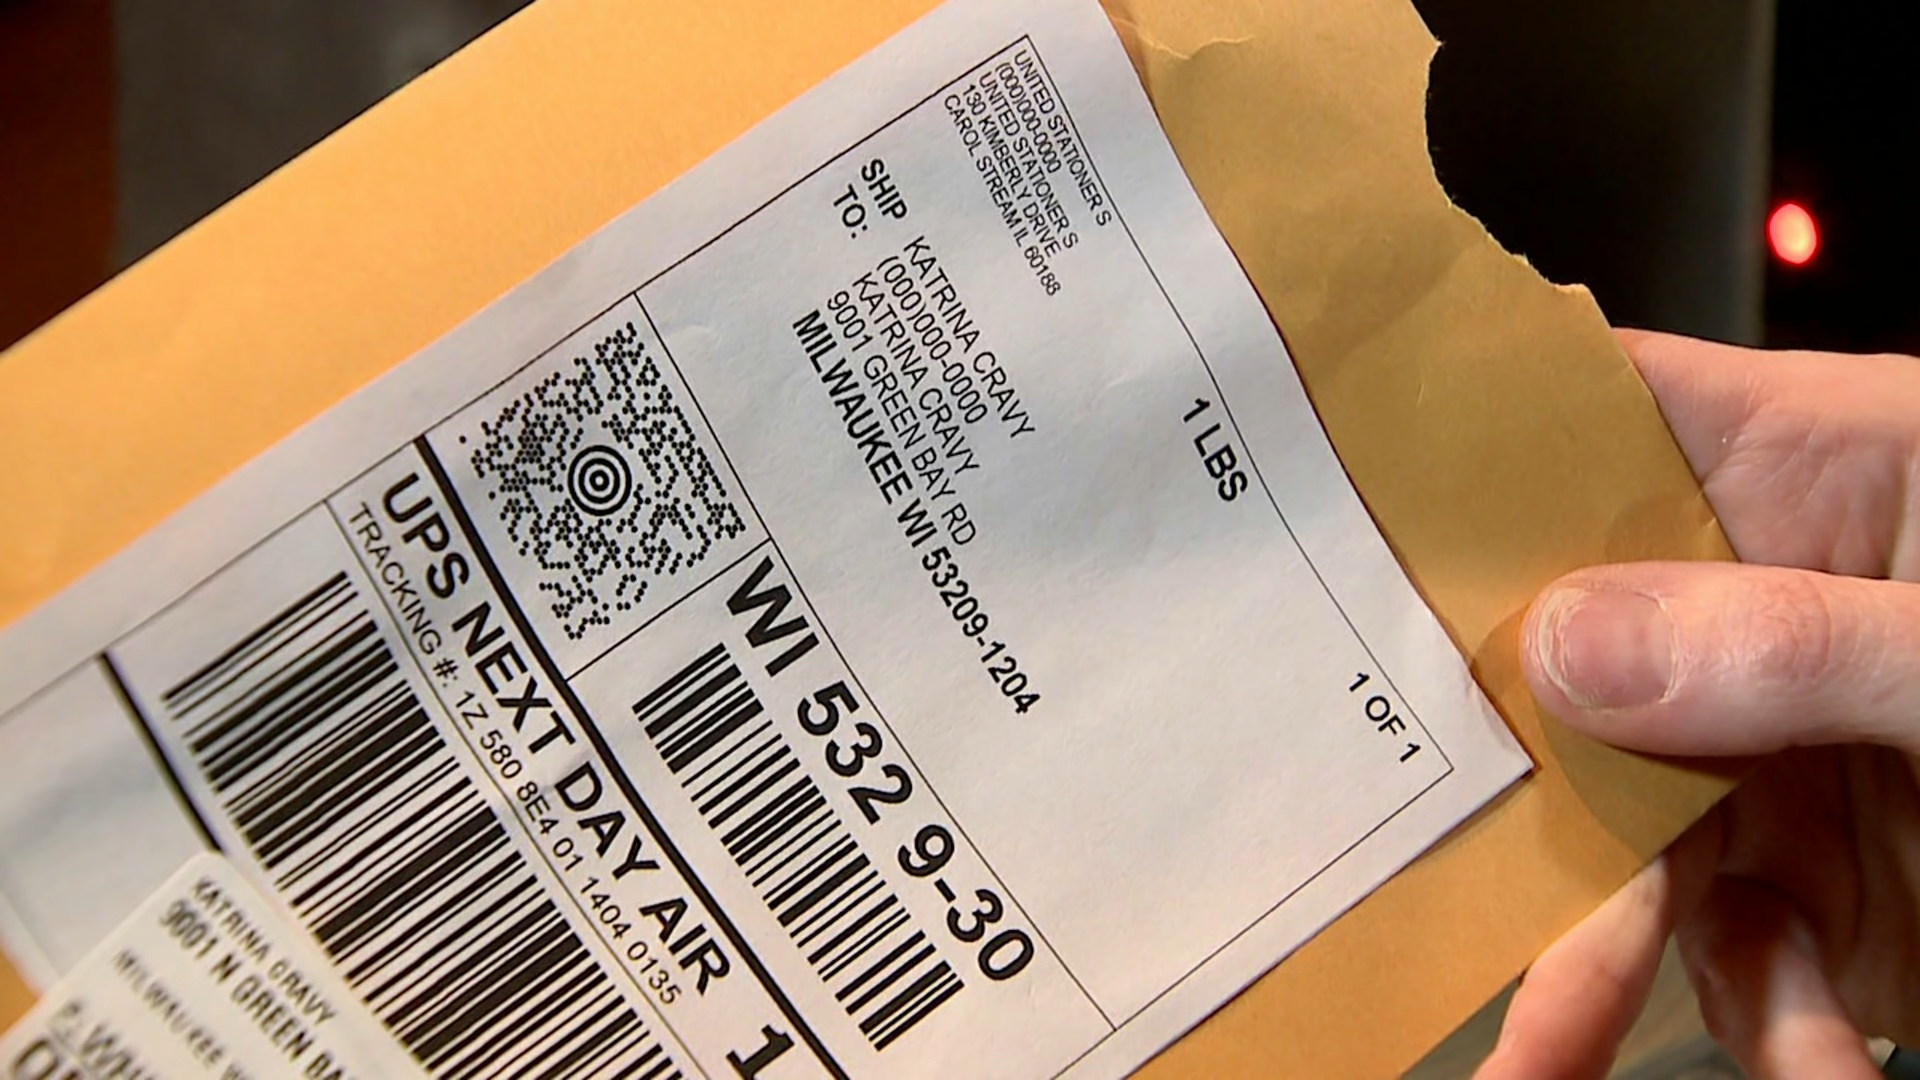 UNITED STATIONERS
(000)000-0000
UNITED STATIONERS
130 KIMBERLY DRIVE
CAROL STREAM IL 60188
1 LBS
1 OF 1
SHIP
TO:
KATRINA CRAVY
(000)000-0000
KATRINA CRAVY
9001 GREEN BAY RD
MILWAUKEE WI 53209-1204
WI 532 9-30
UPS NEXT DAY AIR 1
TRACKING #: 1Z 580 8E4 01 1404 0135
KATRINA CRAVY
9001 N GREEN BA
MILWAUKEE